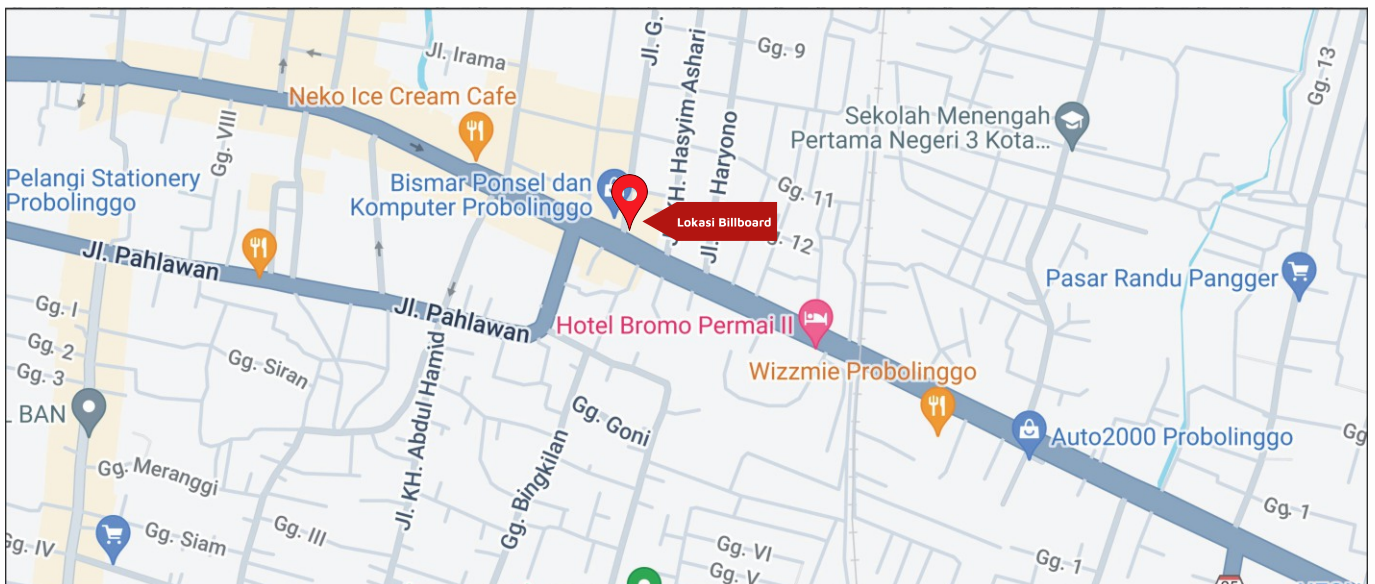 Jl. Irama
Jl. G.
Jl. KH. Hasyim Ashari
Gg. 9
Gg. 13
Neko Ice Cream Cafe
Gg. VIII
Haryono
Sekolah Menengah
Pertama Negeri 3 Kota...
Pelangi Stationery
Probolinggo
Bismar Ponsel dan
Komputer Probolinggo
Gg. 11
Lokasi Billboard
12
Jl. Pahlawan
Pasar Randu Pangger
Gg. I
Jl. Pahlawan
Hotel Bromo Permai II
Gg. 2
Gg. Siran
Gg. 3
Wizzmie Probolinggo
BAN
Jl. KH. Abdul Hamid
Gg. Goni
Auto2000 Probolinggo
Gg
Gg. Meranggi
Gg. Bingkilan
Gg. 1
Gg. IV
Gg. Siam
Gg. III
Gg. VI
Gg. V
Gg. 1